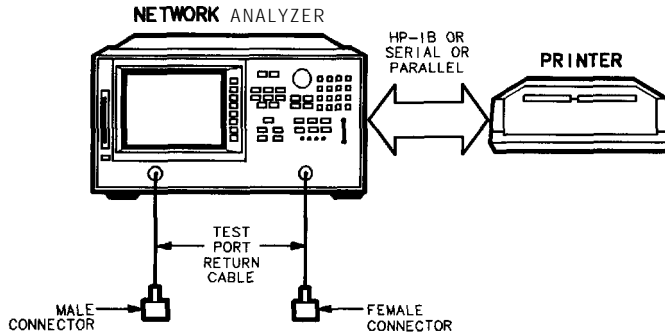 NETWORK ANALYZER
HP-IB OR
SERIAL OR
PARALLEL
PRINTER
TEST
PORT
RETURN
CABLE
MALE
CONNECTOR
FEMALE
CONNECTOR